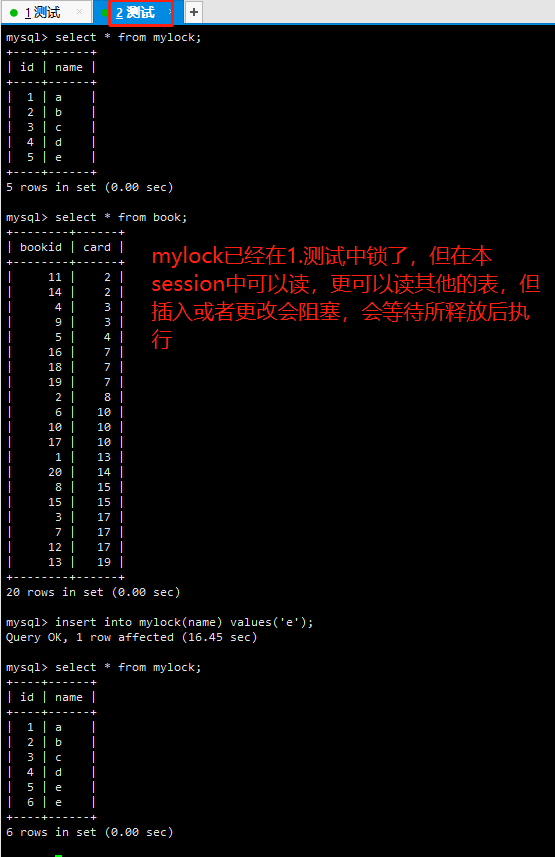 1 测试 × 2 测试 × +
mysql> select * from mylock;
+----+------+
| id | name |
+----+------+
|  1 | a    |
|  2 | b    |
|  3 | c    |
|  4 | d    |
|  5 | e    |
+----+------+
5 rows in set (0.00 sec)
mysql> select * from book;
+--------+------+
| bookid | card |
+--------+------+
|     11 |    2 |
|     14 |    2 |
|      4 |    3 |
|      9 |    3 |
|      5 |    4 |
|     16 |    7 |
|     18 |    7 |
|     19 |    7 |
|      2 |    8 |
|      6 |   10 |
|     10 |   10 |
|     17 |   10 |
|      1 |   13 |
|     20 |   14 |
|      8 |   15 |
|     15 |   15 |
|      3 |   17 |
|      7 |   17 |
|     12 |   17 |
|     13 |   19 |
+--------+------+
20 rows in set (0.00 sec)
mylock已经在1.测试中锁了，但在本
session中可以读，更可以读其他的表，但
插入或者更改会阻塞，会等待所释放后执
行
mysql> insert into mylock(name) values('e');
Query OK, 1 row affected (16.45 sec)
mysql> select * from mylock;
+----+------+
| id | name |
+----+------+
|  1 | a    |
|  2 | b    |
|  3 | c    |
|  4 | d    |
|  5 | e    |
|  6 | e    |
+----+------+
6 rows in set (0.00 sec)